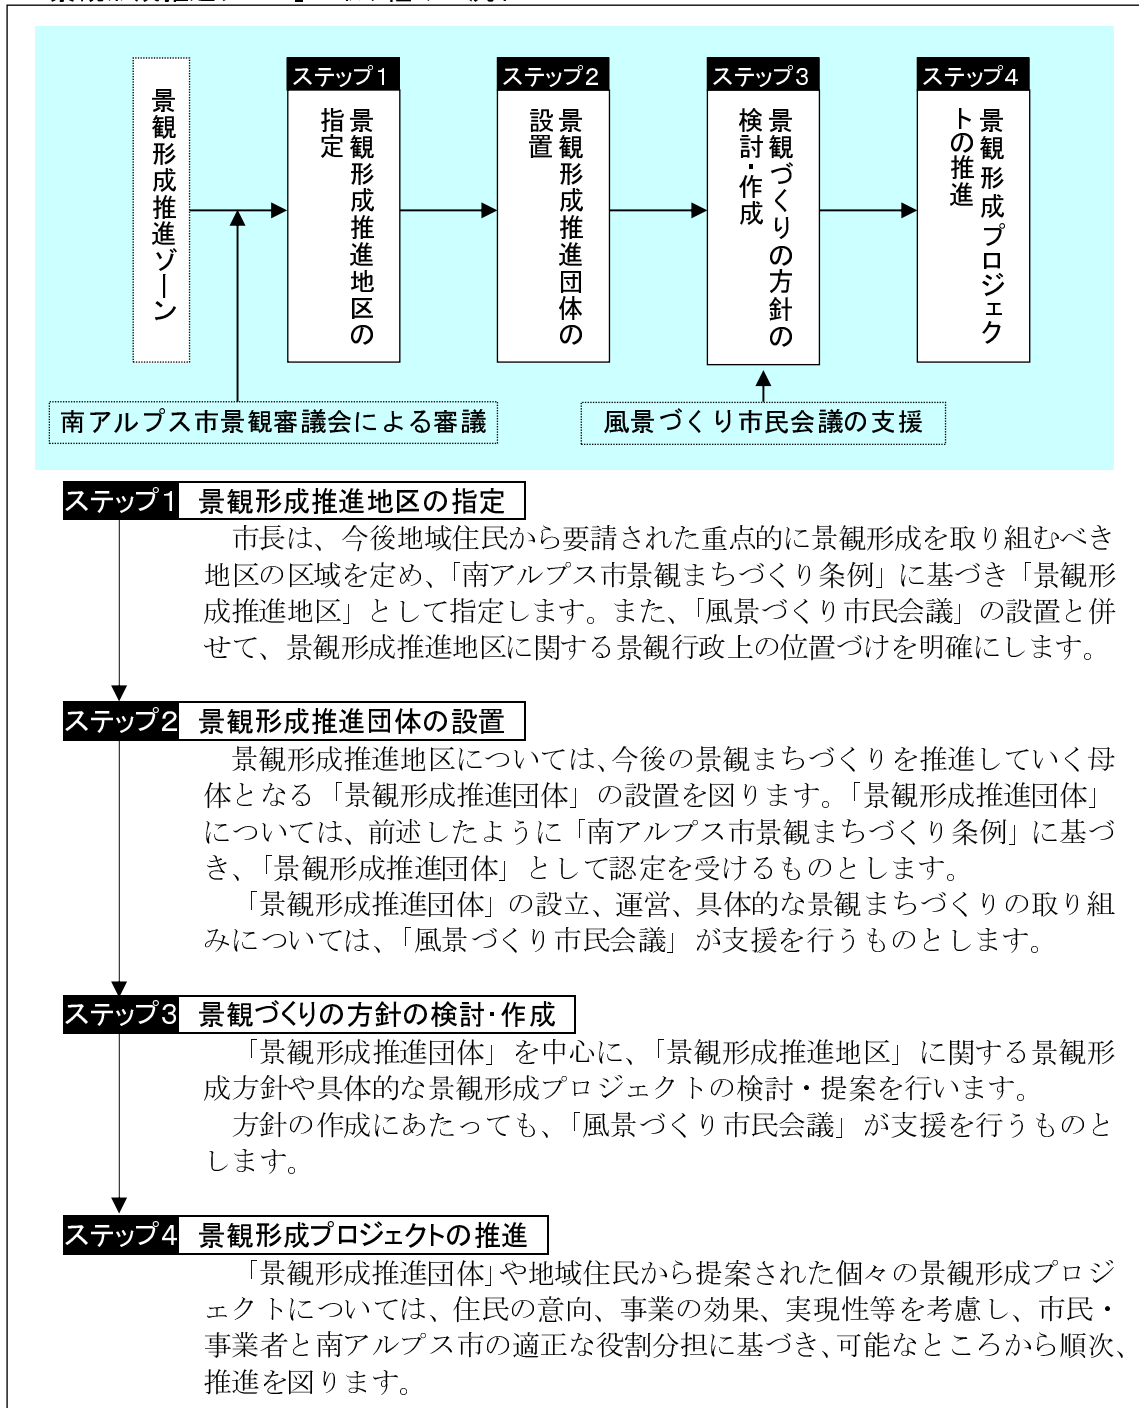 景観形成推進ゾーン
ステップ1
景観形成推進地区の
指定
ステップ2
景観形成推進団体の
設置
ステップ3
景観づくりの方針の
検討・作成
ステップ4
景観形成プロジェク
トの推進
南アルプス市景観審議会による審議
風景づくり市民会議の支援
ステップ1 景観形成推進地区の指定
市長は、今後地域住民から要請された重点的に景観形成を取り組むべき
地区の区域を定め、「南アルプス市景観まちづくり条例」に基づき「景観形
成推進地区」として指定します。また、「風景づくり市民会議」の設置と併
せて、景観形成推進地区に関する景観行政上の位置づけを明確にします。
ステップ2 景観形成推進団体の設置
景観形成推進地区については、今後の景観まちづくりを推進していく母
体となる「景観形成推進団体」の設置を図ります。「景観形成推進団体」
については、前述したように「南アルプス市景観まちづくり条例」に基づ
き、「景観形成推進団体」として認定を受けるものとします。
「景観形成推進団体」の設立、運営、具体的な景観まちづくりの取り組
みについては、「風景づくり市民会議」が支援を行うものとします。
ステップ3 景観づくりの方針の検討・作成
「景観形成推進団体」を中心に、「景観形成推進地区」に関する景観形
成方針や具体的な景観形成プロジェクトの検討・提案を行います。
方針の作成にあたっても、「風景づくり市民会議」が支援を行うものと
します。
ステップ4 景観形成プロジェクトの推進
「景観形成推進団体」や地域住民から提案された個々の景観形成プロジ
ェクトについては、住民の意向、事業の効果、実現性等を考慮し、市民・
事業者と南アルプス市の適正な役割分担に基づき、可能なところから順次、
推進を図ります。